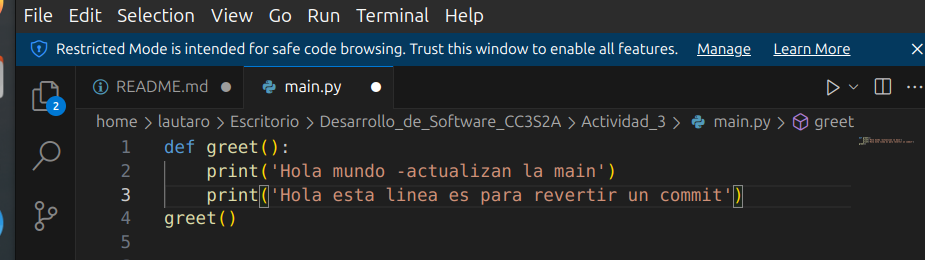 File Edit Selection View Go Run Terminal Help
Restricted Mode is intended for safe code browsing. Trust this window to enable all features. Manage Learn More
README.md main.py
2
home > lautaro > Escritorio > Desarrollo_de_Software_CC3S2A > Actividad_3 > main.py > greet
1 def greet():
2 print('Hola mundo -actualizan la main')
3 print('Hola esta linea es para revertir un commit')
4 greet()
5